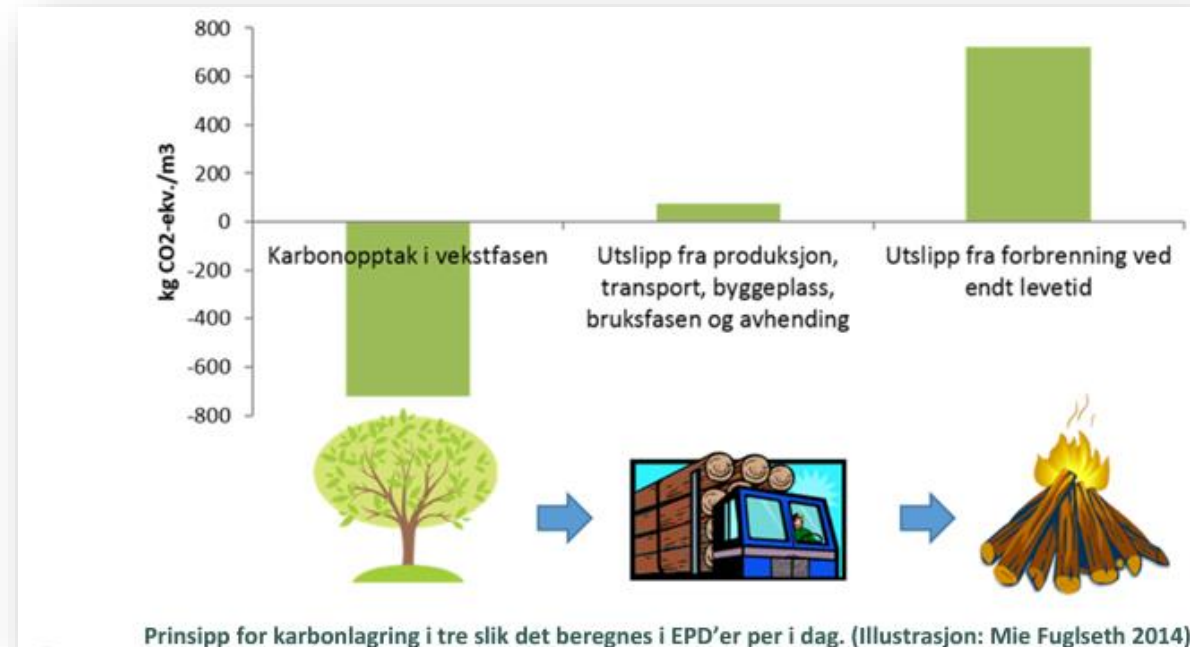 800
600
400
200
0
-200
-400
-600
-800
kg CO2-ekv./m3
Karbonopptak i vekstfasen
Utslipp fra produksjon,
transport, byggeplass,
bruksfasen og avhending
Utslipp fra forbrenning ved
endt levetid
Prinsipp for karbonlagring i tre slik det beregnes i EPD'er per i dag. (Illustrasjon: Mie Fuglseth 2014)